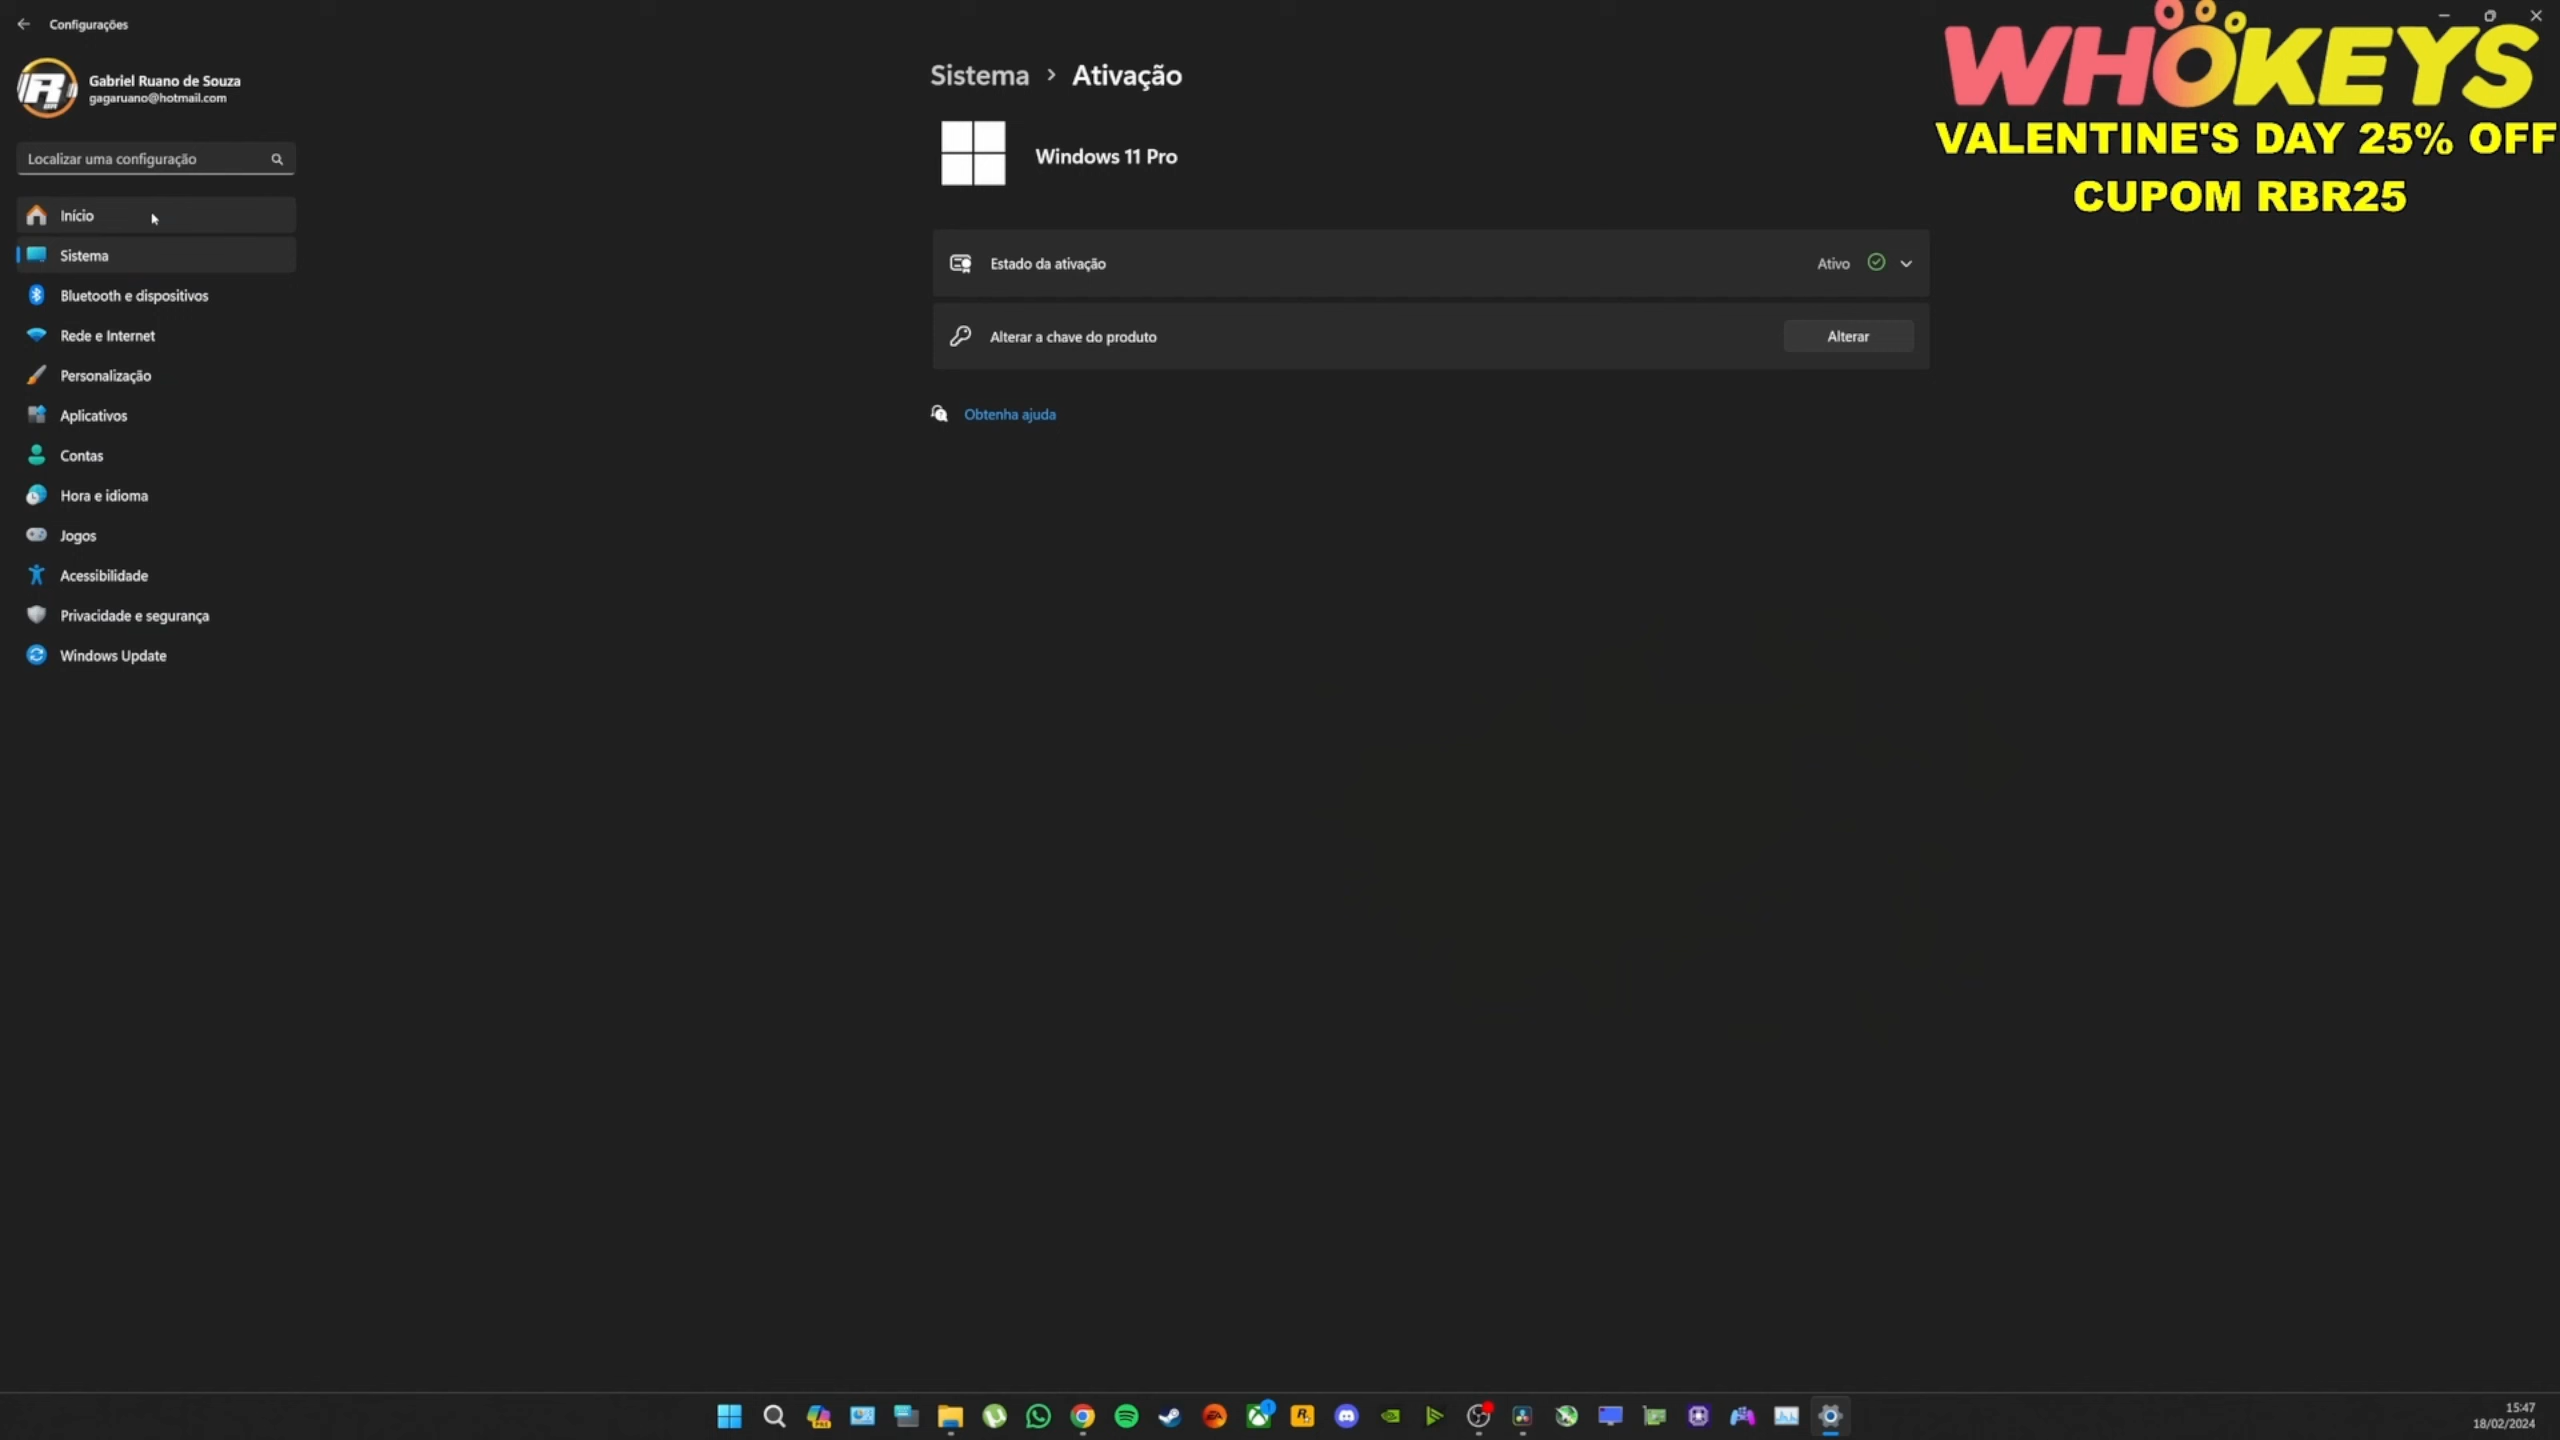 Configurações
Gabriel Ruano de Souza
gagaruano@hotmail.com
Localizar uma configuração
Início
Sistema
Bluetooth e dispositivos
Rede e Internet
Personalização
Aplicativos
Contas
Hora e idioma
Jogos
Acessibilidade
Privacidade e segurança
Windows Update
Sistema > Ativação
Windows 11 Pro
Estado da ativação
Ativo
Alterar a chave do produto
Alterar
Obtenha ajuda
WHOKEYS
VALENTINE'S DAY 25% OFF
CUPOM RBR25
15:47
18/02/2024